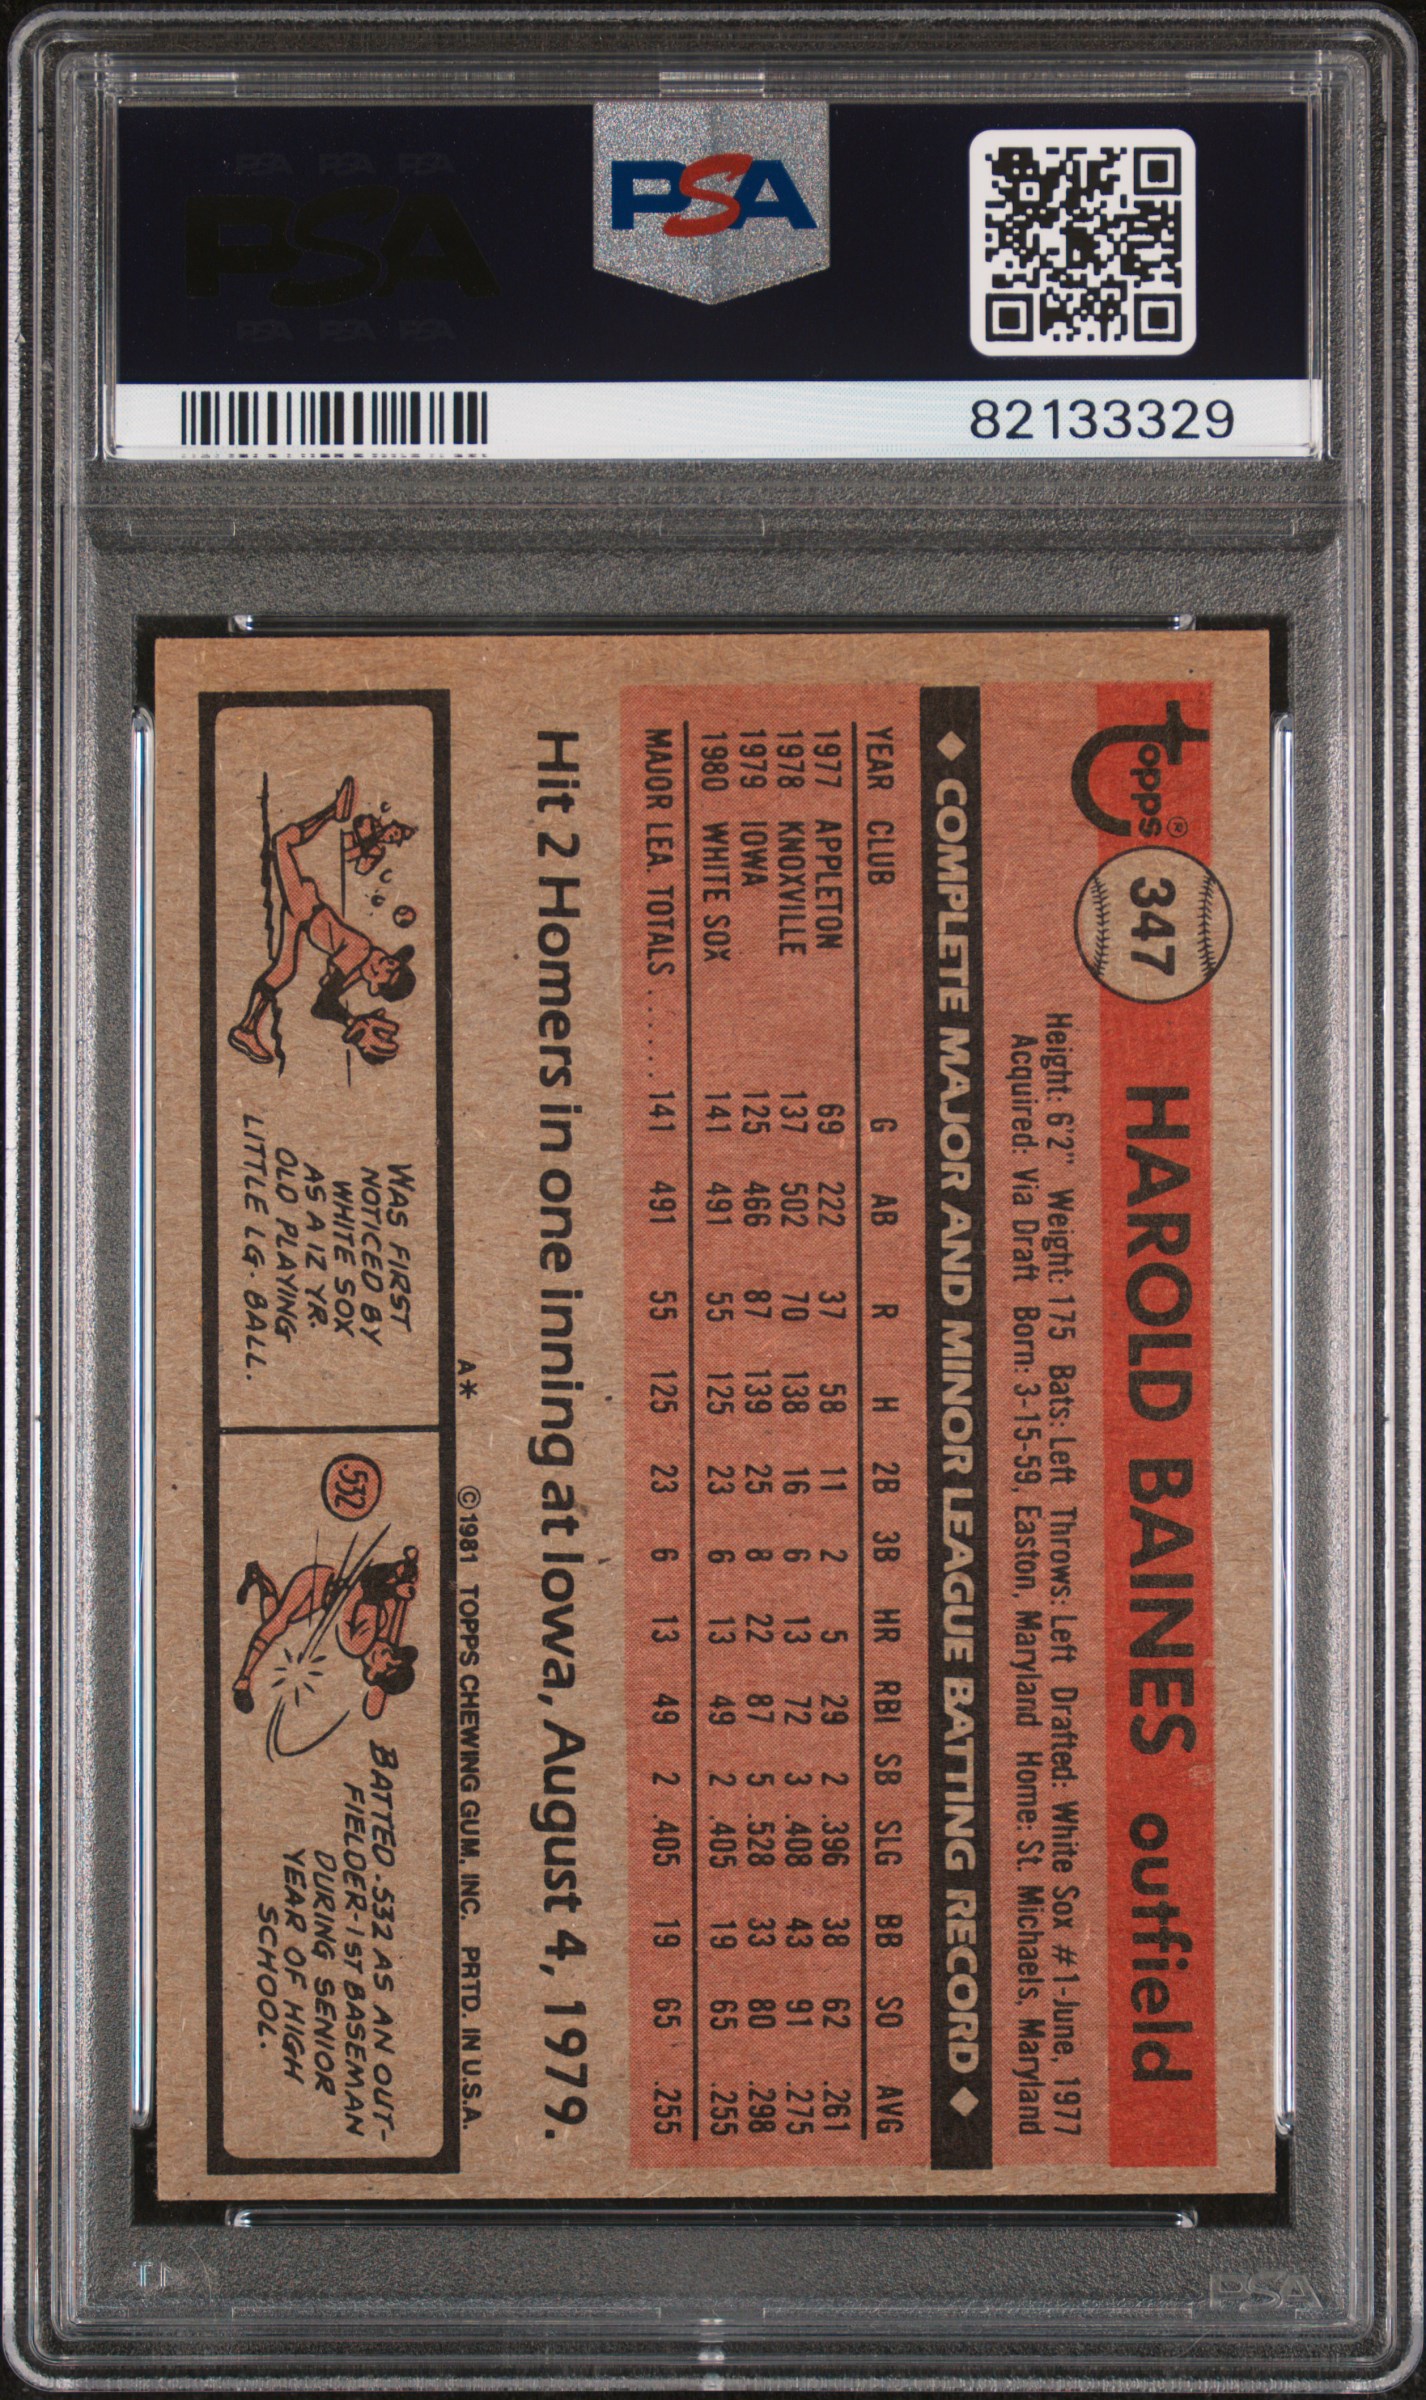 PSA PSA PSA
PSA
PSA PSA PSA
PSA
82133329
Topps®
347
HAROLD BAINES outfield
Height: 6'2" Weight: 175 Bats: Left Throws: Left Drafted: White Sox #1-June, 1977
Acquired: Via Draft Born: 3-15-59, Easton, Maryland Home: St. Michaels, Maryland
◆ COMPLETE MAJOR AND MINOR LEAGUE BATTING RECORD ◆
YEAR CLUB G AB R H 2B 3B HR RBI SB SLG BB SO AVG
1977 APPLETON 69 222 37 58 11 2 5 29 2 .396 38 62 .261
1978 KNOXVILLE 137 502 70 138 16 6 13 72 3 .408 43 91 .275
1979 IOWA 125 466 87 139 25 8 22 87 5 .528 33 80 .298
1980 WHITE SOX 141 491 55 125 23 6 13 49 2 .405 19 65 .255
MAJOR LEA. TOTALS ...... 141 491 55 125 23 6 13 49 2 .405 19 65 .255
Hit 2 Homers in one inning at Iowa, August 4, 1979.
A* ©1981 TOPPS CHEWING GUM, INC. PRTD. IN U.S.A.
WAS FIRST
NOTICED BY
WHITE SOX
AS A 12 YR.
OLD PLAYING
LITTLE LG. BALL.
.532
BATTED .532 AS AN OUT-
FIELDER-1ST BASEMAN
DURING SENIOR
YEAR OF HIGH
SCHOOL.
PSA